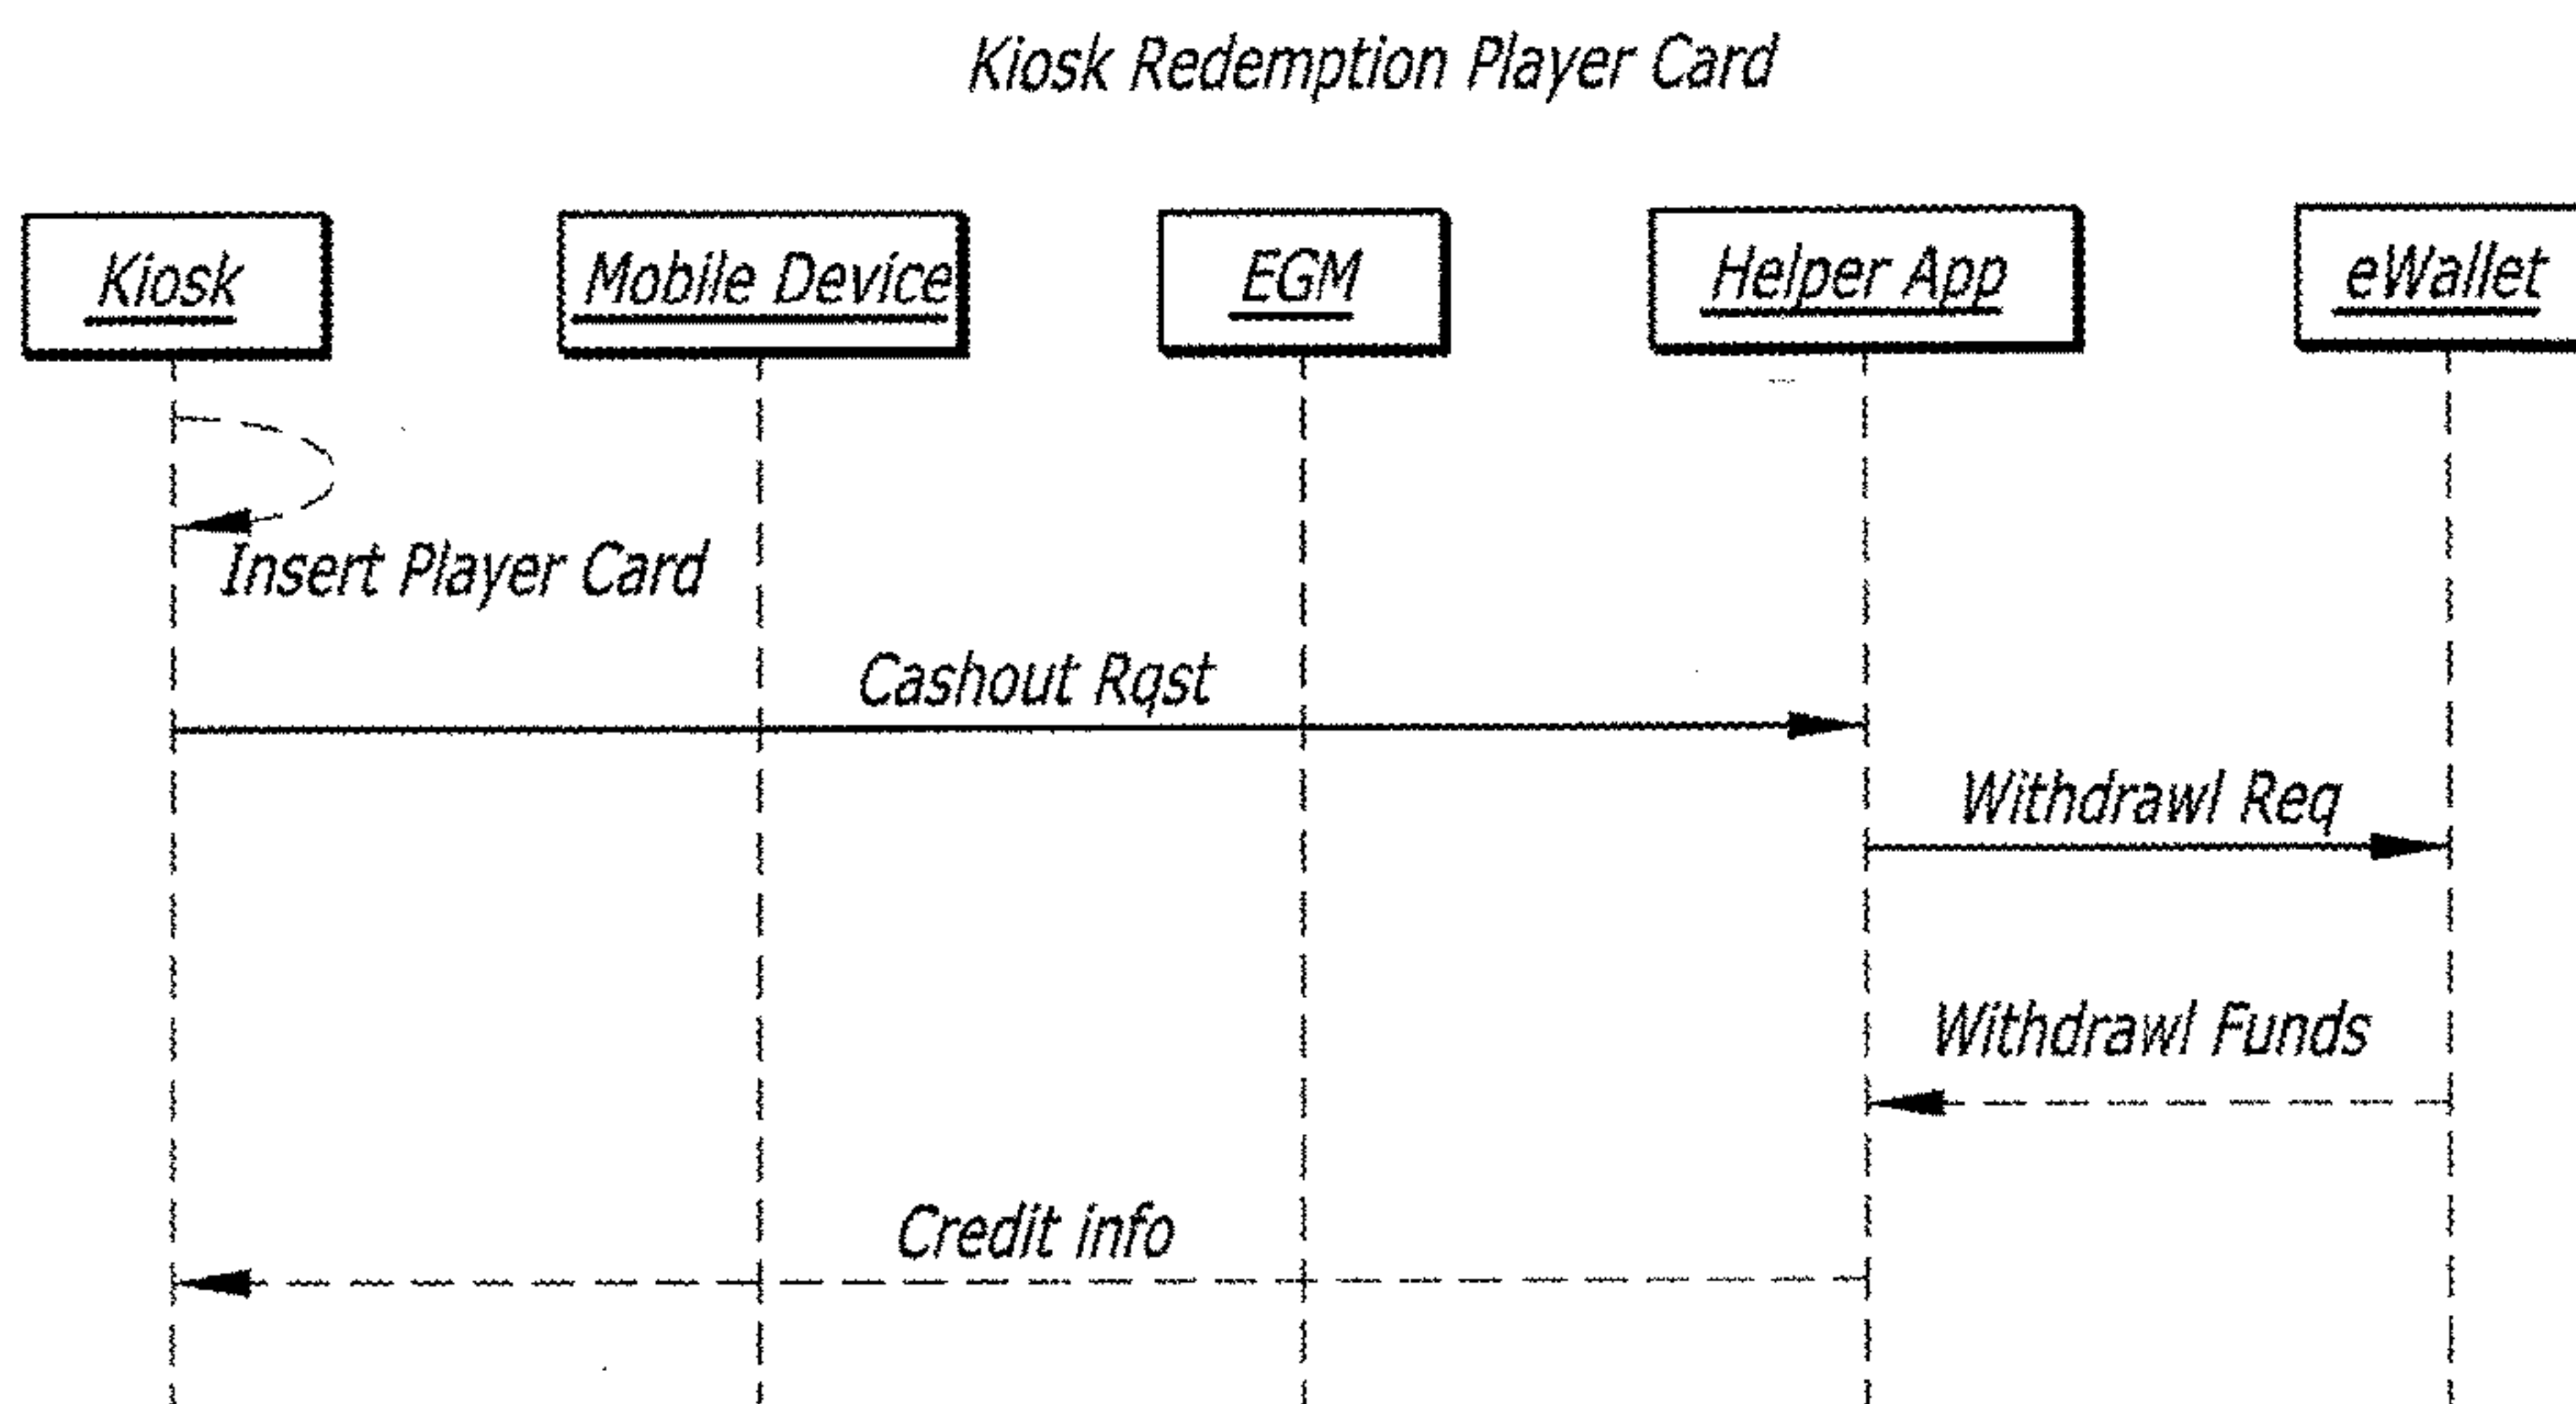 Kiosk Redemption Player Card
Kiosk
Mobile Device
EGM
Helper App
eWallet
Insert Player Card
Cashout Rqst
Withdrawl Req
Withdrawl Funds
Credit info